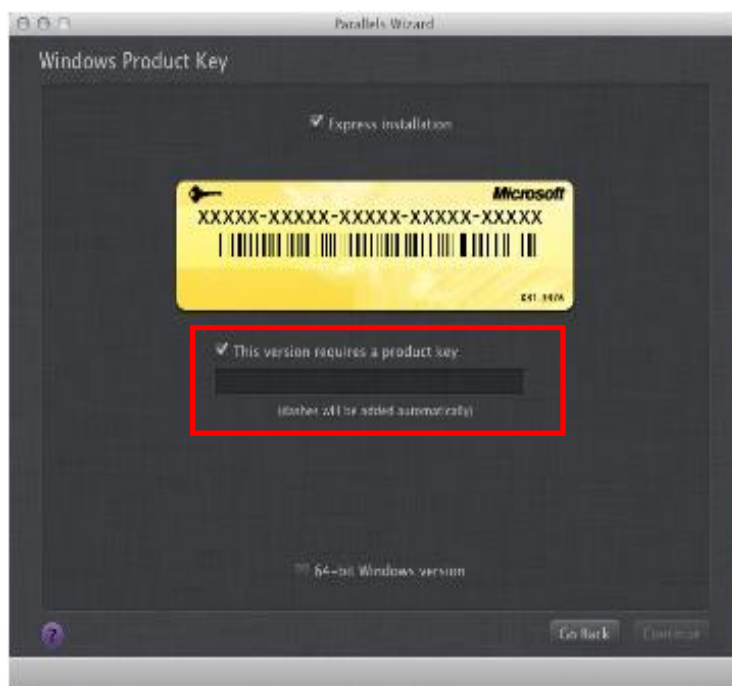 Parallels Wizard
Windows Product Key
Express installation
Microsoft
XXXXX-XXXXX-XXXXX-XXXXX-XXXXX
This version requires a product key:
(dashes will be added automatically)
64-bit Windows version
?
Go Back
Continue